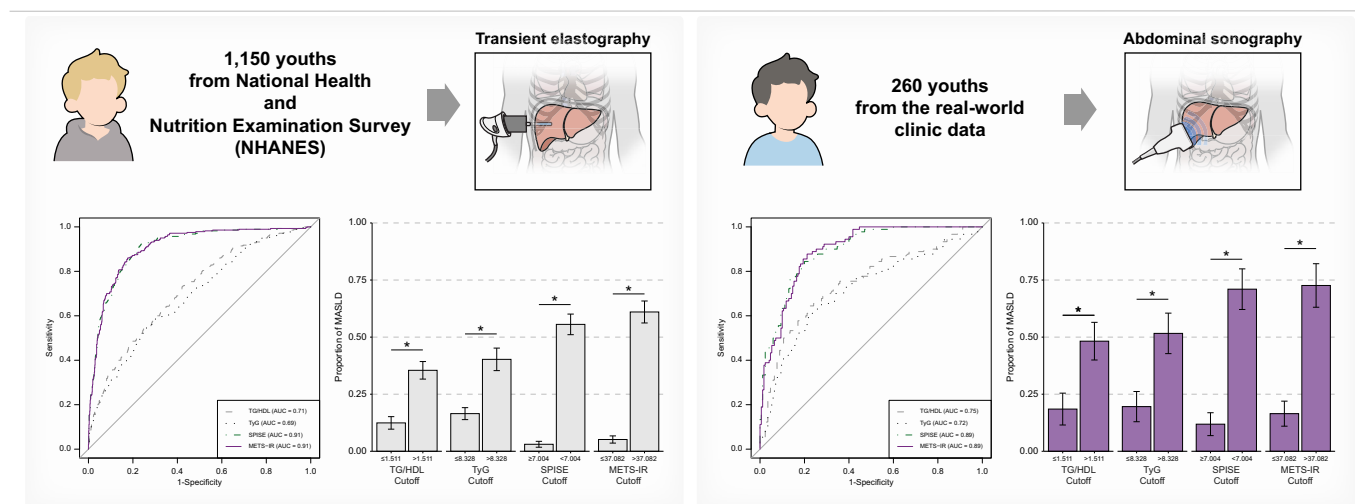 1,150 youths
from National Health
and
Nutrition Examination Survey
(NHANES)
Transient elastography
1.0
0.8
0.6
0.4
0.2
0.0
Sensitivity
0.0 0.2 0.4 0.6 0.8 1.0
1-Specificity
TG/HDL (AUC = 0.71)
TyG (AUC = 0.69)
SPISE (AUC = 0.91)
METS-IR (AUC = 0.91)
1.00
0.75
0.50
0.25
0.00
Proportion of MASLD
* * * *
≤1.511 >1.511 ≤8.328 >8.328 ≥7.004 <7.004 ≤37.082 >37.082
TG/HDL TyG SPISE METS-IR
Cutoff Cutoff Cutoff Cutoff
260 youths
from the real-world
clinic data
Abdominal sonography
1.0
0.8
0.6
0.4
0.2
0.0
Sensitivity
0.0 0.2 0.4 0.6 0.8 1.0
1-Specificity
TG/HDL (AUC = 0.75)
TyG (AUC = 0.72)
SPISE (AUC = 0.89)
METS-IR (AUC = 0.89)
1.00
0.75
0.50
0.25
0.00
Proportion of MASLD
* * * *
≤1.511 >1.511 ≤8.328 >8.328 ≥7.004 <7.004 ≤37.082 >37.082
TG/HDL TyG SPISE METS-IR
Cutoff Cutoff Cutoff Cutoff